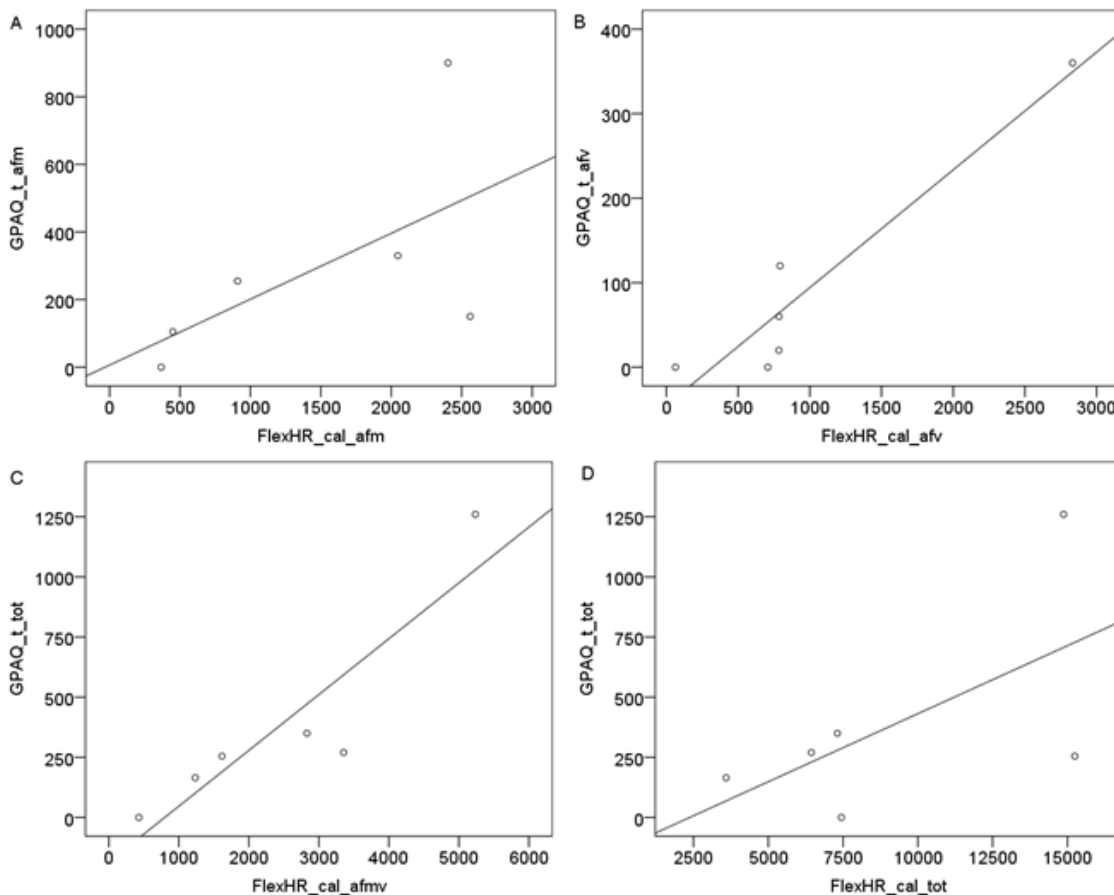 A
1000
800
600
400
200
0
GPAQ_t_afm
0 500 1000 1500 2000 2500 3000
FlexHR_cal_afm
B
400
300
200
100
0
GPAQ_t_afv
0 500 1000 1500 2000 2500 3000
FlexHR_cal_afv
C
1250
1000
750
500
250
0
GPAQ_t_tot
0 1000 2000 3000 4000 5000 6000
FlexHR_cal_afmv
D
1250
1000
750
500
250
0
GPAQ_t_tot
2500 5000 7500 10000 12500 15000
FlexHR_cal_tot